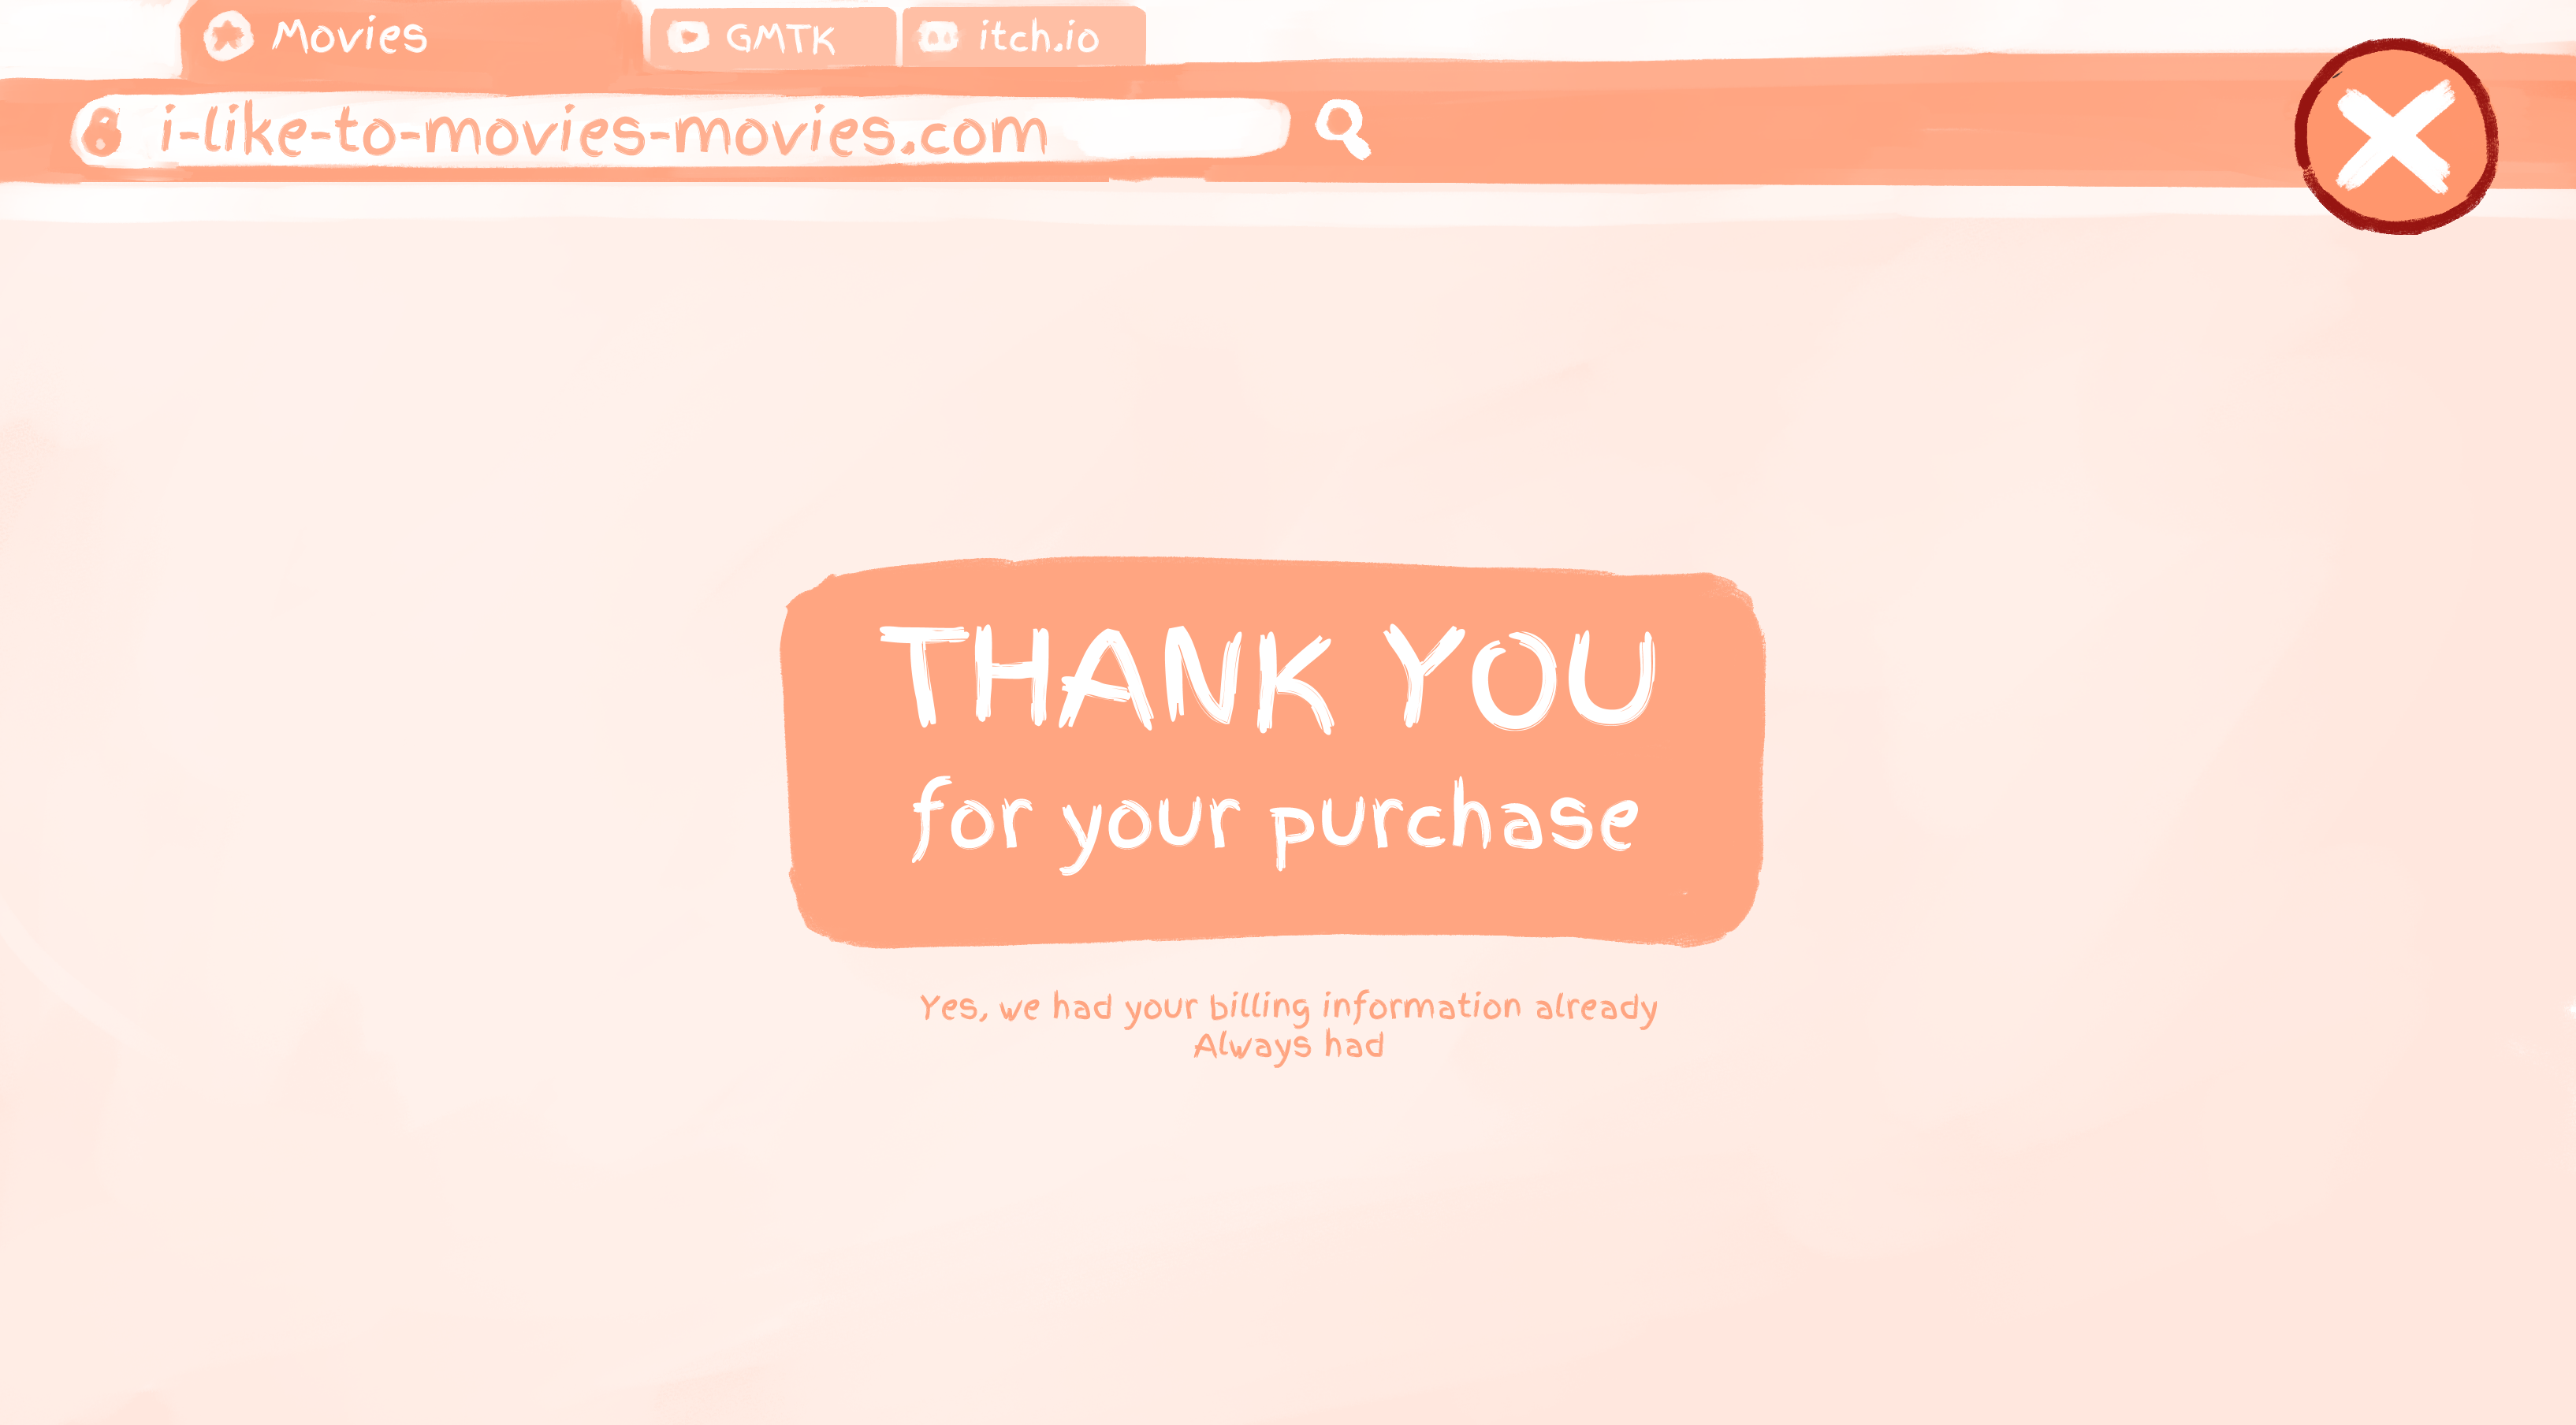 Movies
GMTK
itch.io
i-like-to-movies-movies.com
THANK YOU
for your purchase
Yes, we had your billing information already
Always had